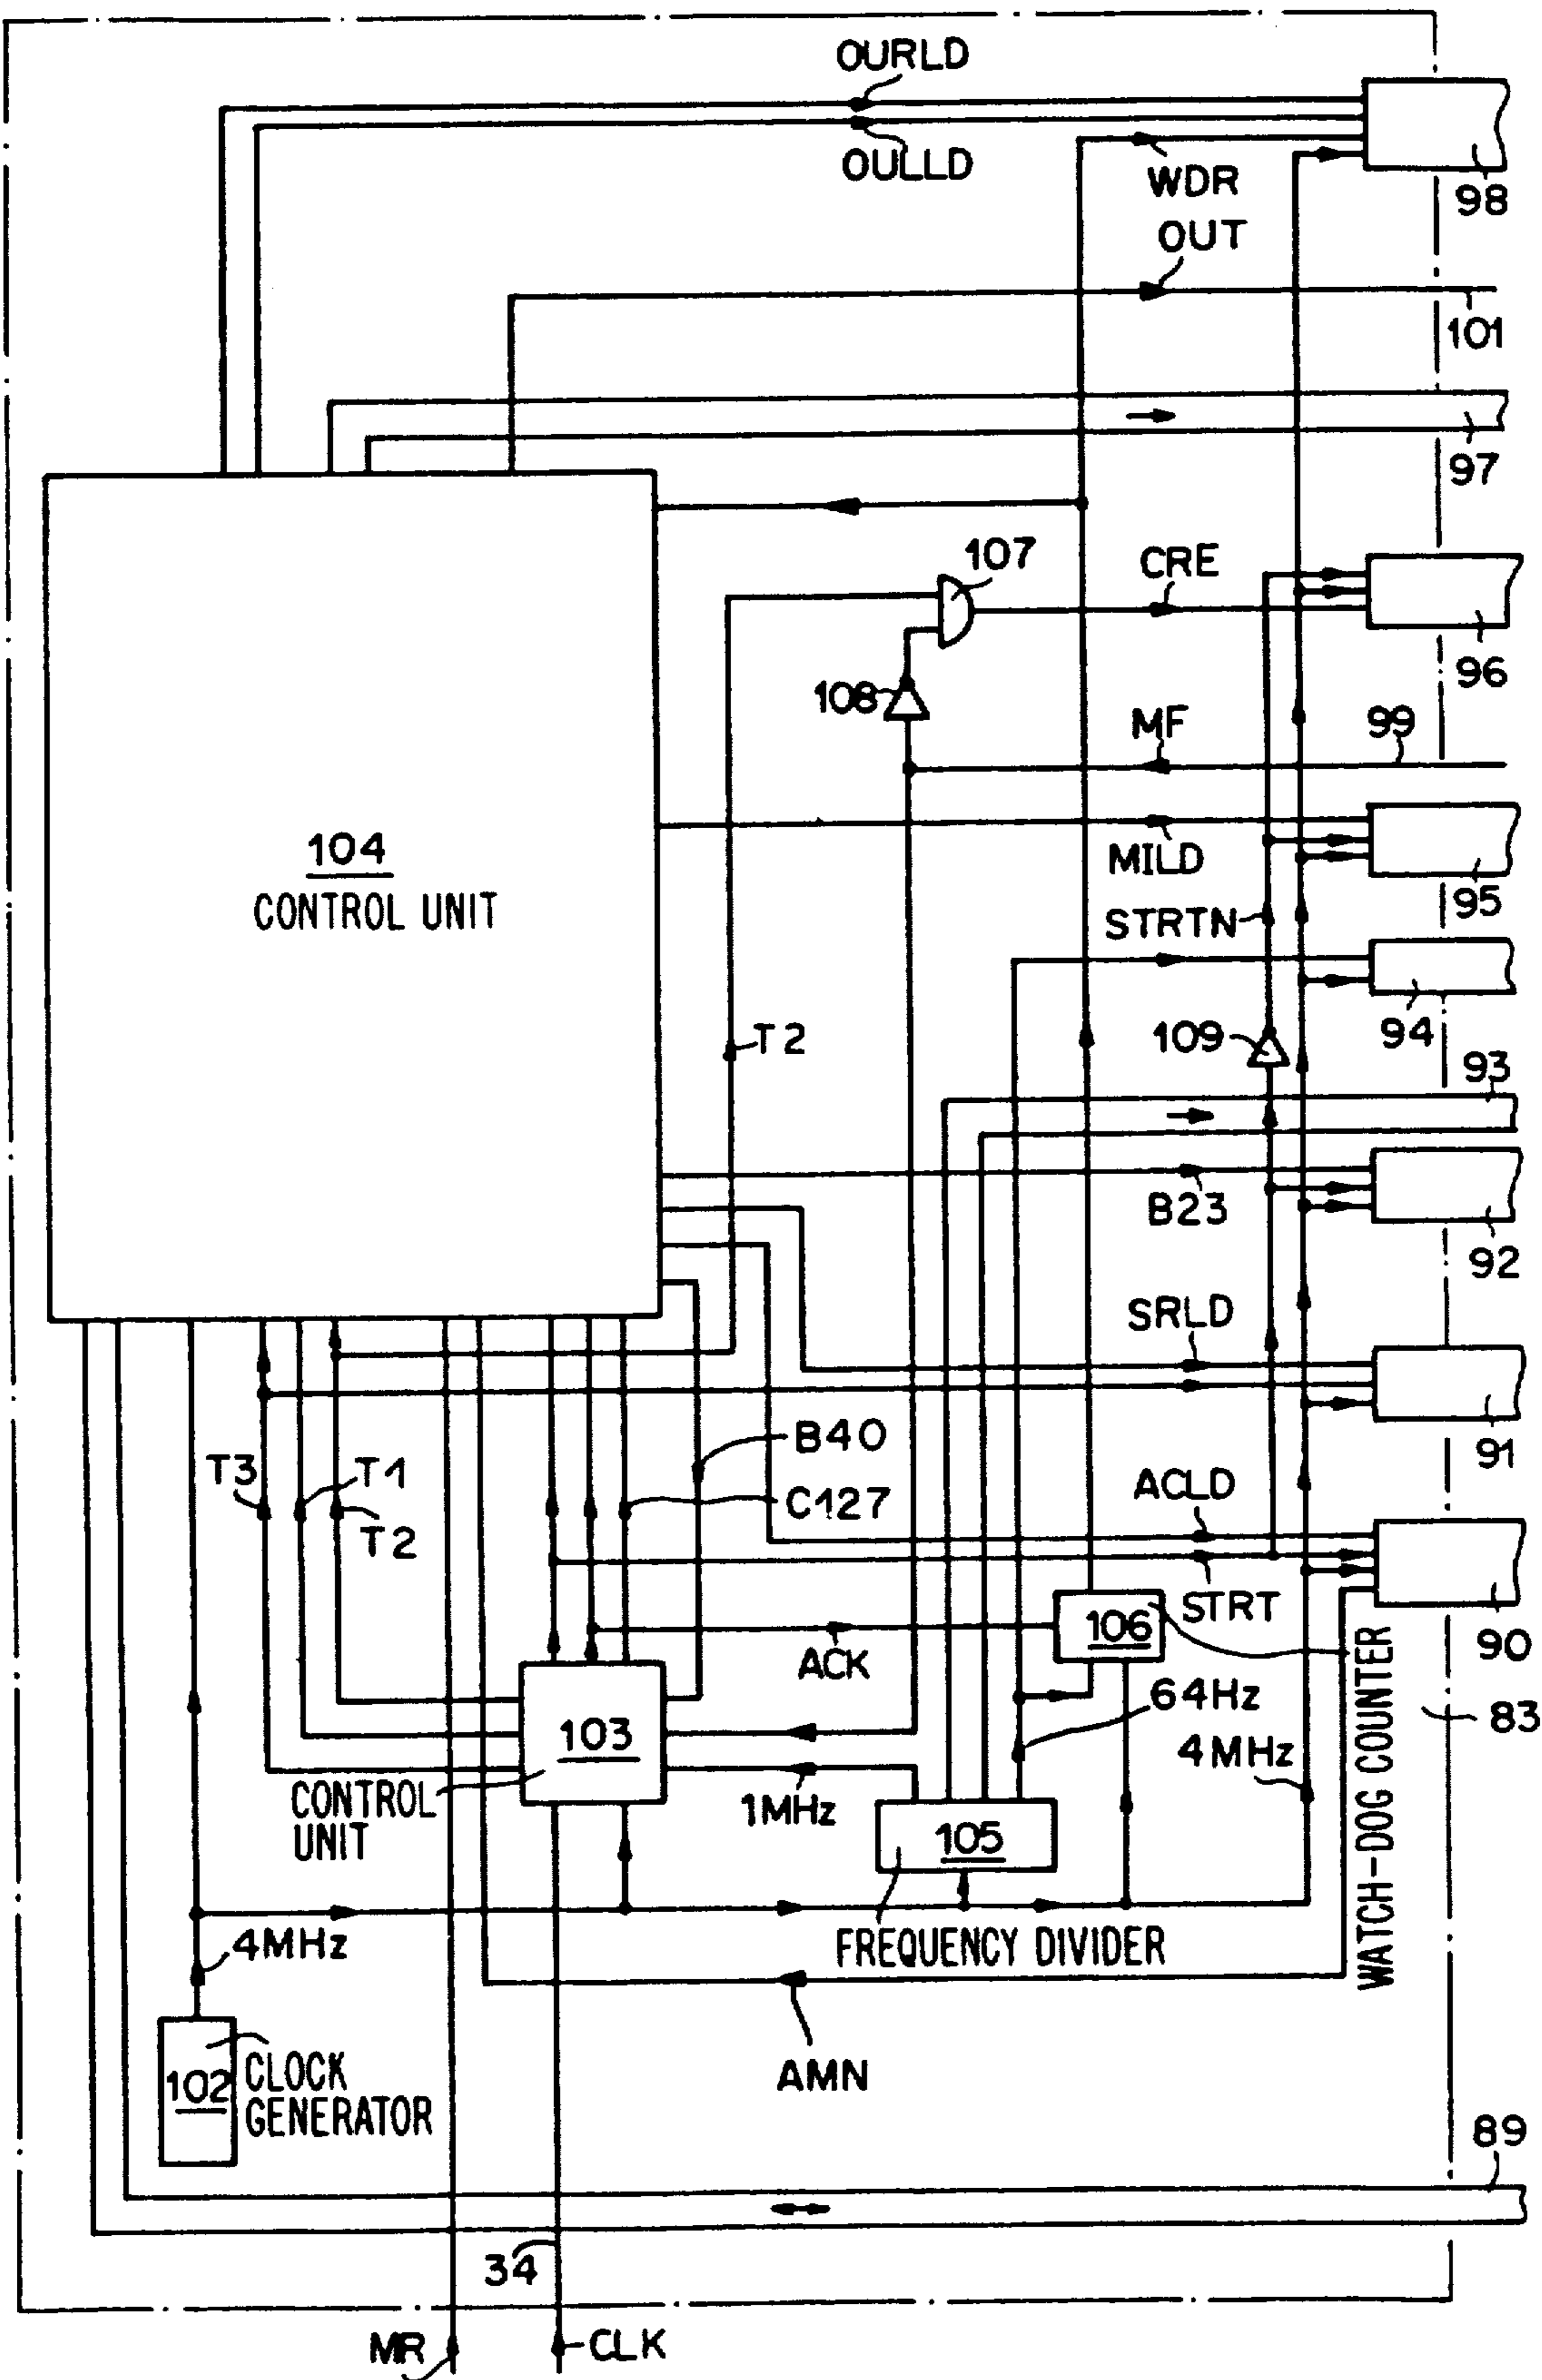 OURLD
OULLD
WDR
98
OUT
101
97
107
CRE
96
108
MF
99
104
CONTROL UNIT
MILD
95
STRTN
94
T2
109
93
B23
92
SRLD
91
B40
T3
T1
C127
ACLD
T2
STRT
90
106
ACK
64Hz
83
103
4MHz
CONTROL
UNIT
1MHz
105
WATCH-DOG COUNTER
4MHz
FREQUENCY DIVIDER
AMN
102
CLOCK
GENERATOR
89
34
MR
CLK